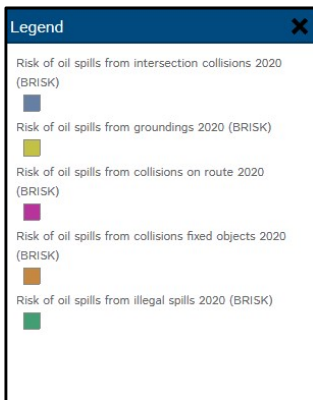 Legend
Risk of oil spills from intersection collisions 2020
(BRISK)
Risk of oil spills from groundings 2020 (BRISK)
Risk of oil spills from collisions on route 2020
(BRISK)
Risk of oil spills from collisions fixed objects 2020
(BRISK)
Risk of oil spills from illegal spills 2020 (BRISK)